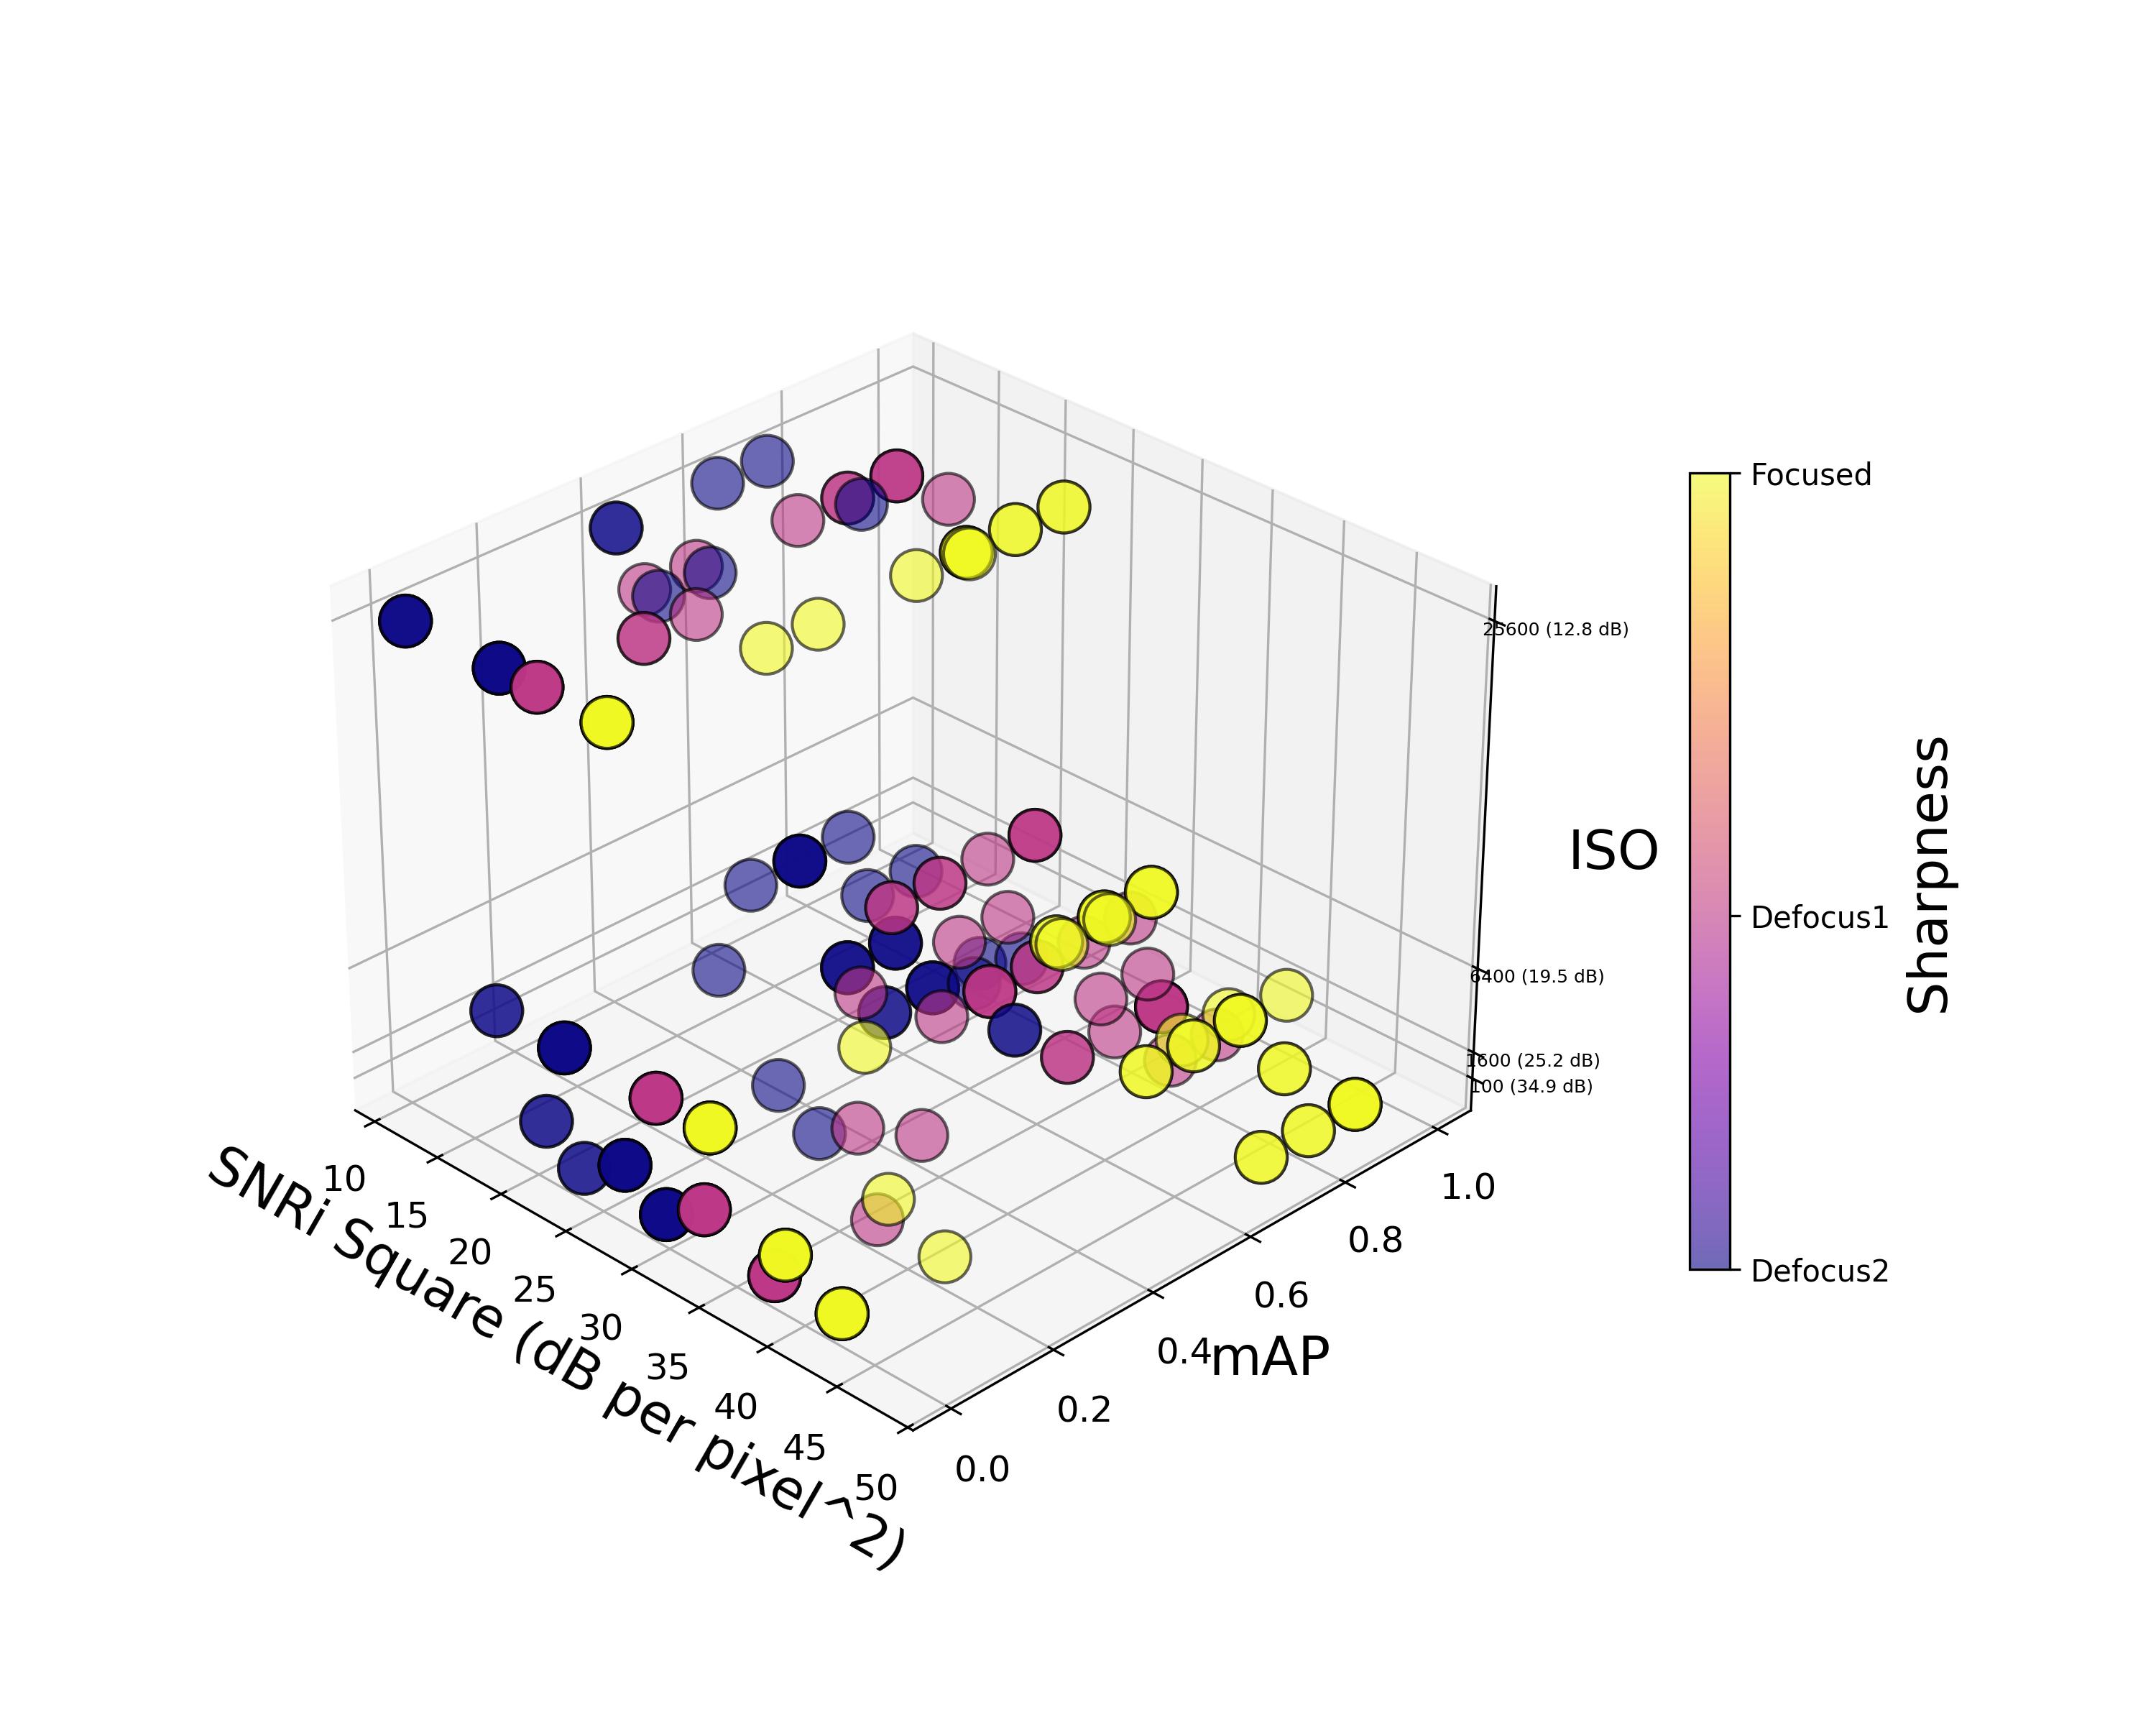 25600 (12.8 dB)
6400 (19.5 dB)
1600 (25.2 dB)
100 (34.9 dB)
ISO
10
15
20
25
30
35
40
45
50
SNRi Square (dB per pixel^2)
0.0
0.2
0.4
0.6
0.8
1.0
mAP
Focused
Defocus1
Defocus2
Sharpness